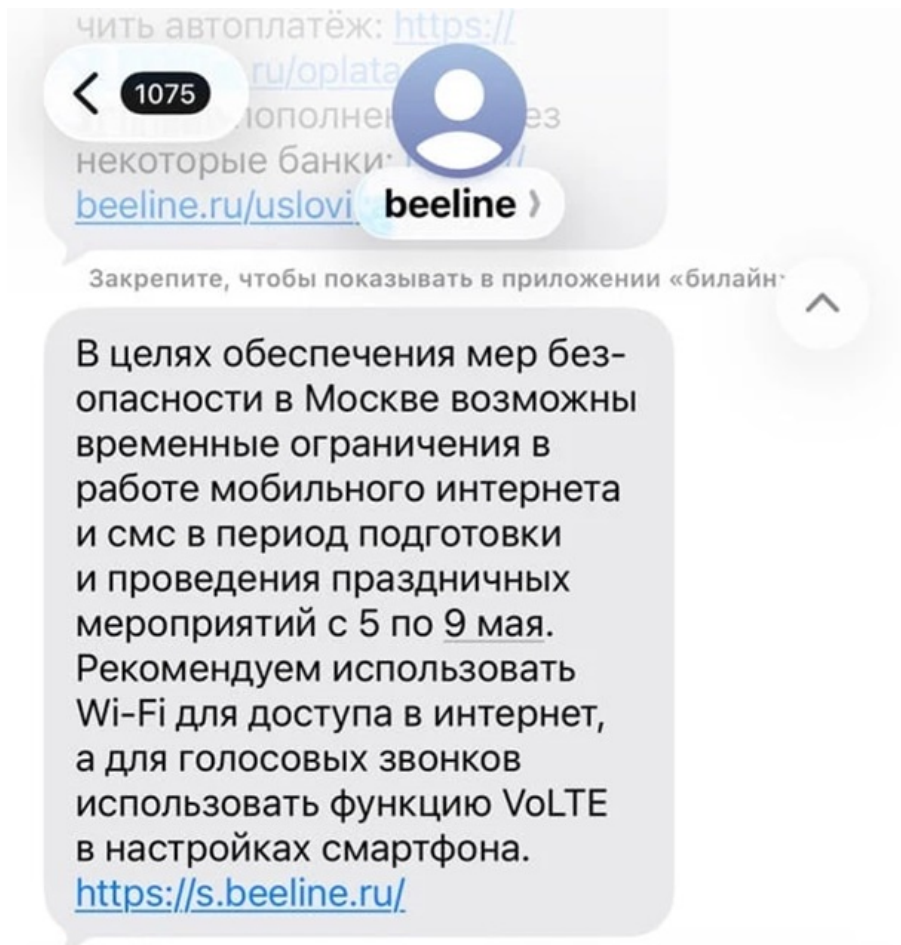 чить автоплатёж: https://
ru/oplata
1075
некоторые банки:
beeline.ru/uslovi
beeline
Закрепите, чтобы показывать в приложении «билайн
В целях обеспечения мер без-
опасности в Москве возможны
временные ограничения в
работе мобильного интернета
и смс в период подготовки
и проведения праздничных
мероприятий с 5 по 9 мая.
Рекомендуем использовать
Wi-Fi для доступа в интернет,
а для голосовых звонков
использовать функцию VoLTE
в настройках смартфона.
https://s.beeline.ru/